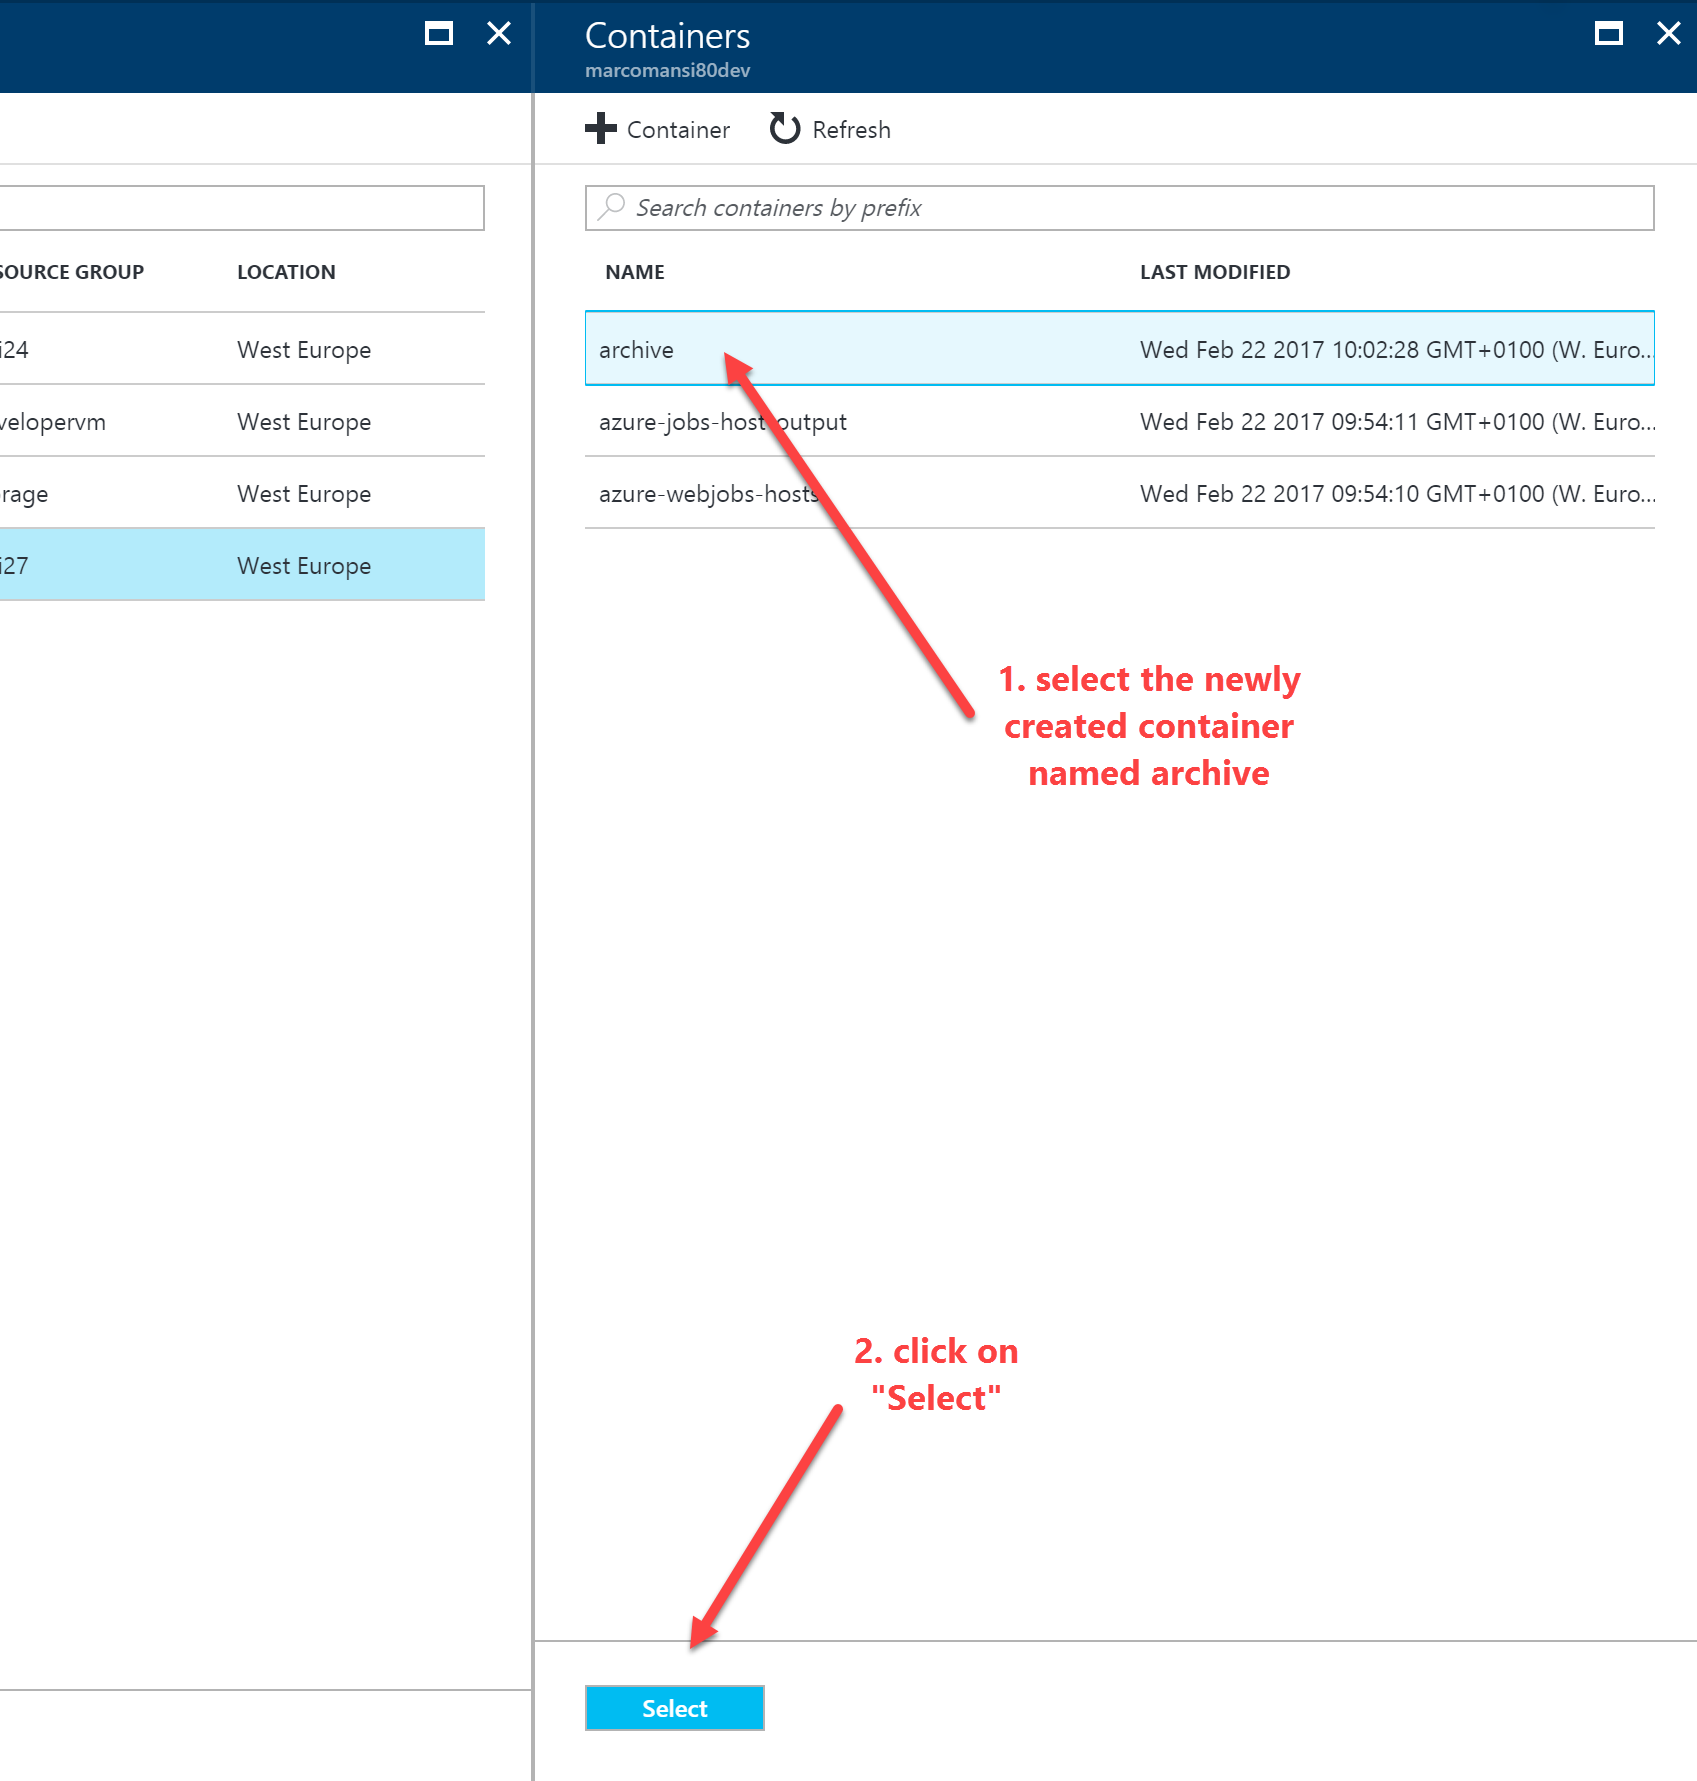 Containers
marcomansi80dev
Container Refresh
Search containers by prefix
SOURCE GROUP LOCATION
NAME LAST MODIFIED
i24 West Europe
archive Wed Feb 22 2017 10:02:28 GMT+0100 (W. Euro...
velopervm West Europe
azure-jobs-host-output Wed Feb 22 2017 09:54:11 GMT+0100 (W. Euro...
rage West Europe
azure-webjobs-hosts Wed Feb 22 2017 09:54:10 GMT+0100 (W. Euro...
i27 West Europe
1. select the newly
created container
named archive
2. click on
"Select"
Select